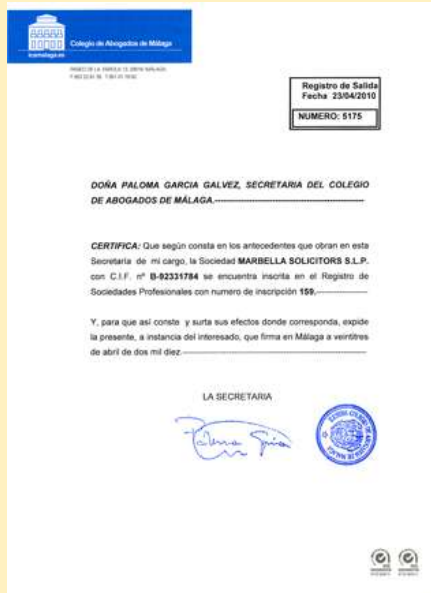 Colegio de Abogados de Málaga
icamalaga.es
Registro de Salida
Fecha 23/04/2010
NUMERO: 5175
DOÑA PALOMA GARCIA GALVEZ, SECRETARIA DEL COLEGIO
DE ABOGADOS DE MÁLAGA.-----------------------------------------------
CERTIFICA: Que según consta en los antecedentes que obran en esta
Secretaría de mi cargo, la Sociedad MARBELLA SOLICITORS S.L.P.
con C.I.F. nº B-92331784 se encuentra inscrita en el Registro de
Sociedades Profesionales con numero de inscripción 159.----------------
Y, para que así conste y surta sus efectos donde corresponda, expide
la presente, a instancia del interesado, que firma en Málaga a veintitres
de abril de dos mil diez.-----------------------------------------------------------
LA SECRETARIA